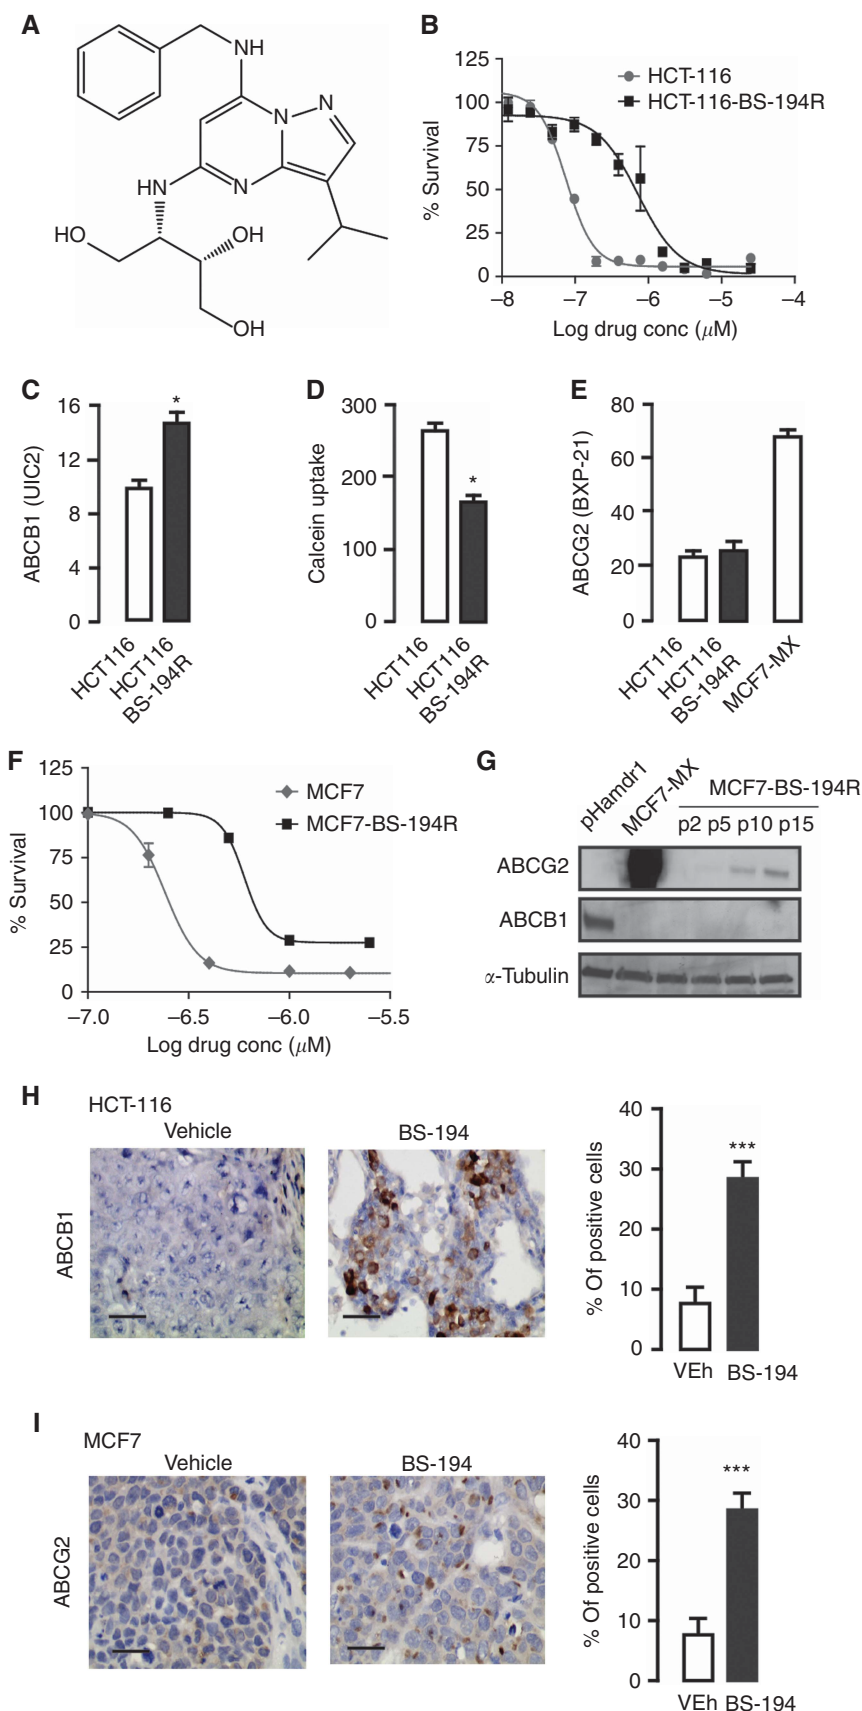 A
NH
N
N
HN
N
HO
OH
OH
B
125
100
75
50
25
0
% Survival
HCT-116
HCT-116-BS-194R
–8
–7
–6
–5
–4
Log drug conc (μM)
C
16
12
8
4
0
ABCB1 (UIC2)
*
HCT116
HCT116
BS-194R
D
300
200
100
0
Calcein uptake
*
HCT116
HCT116
BS-194R
E
80
60
40
20
0
ABCG2 (BXP-21)
HCT116
HCT116
BS-194R
MCF7-MX
F
125
100
75
50
25
0
% Survival
MCF7
MCF7-BS-194R
–7.0
–6.5
–6.0
–5.5
Log drug conc (μM)
G
pHamdr1
MCF7-MX
MCF7-BS-194R
p2 p5 p10 p15
ABCG2
ABCB1
α-Tubulin
H
HCT-116
Vehicle
BS-194
ABCB1
40
30
20
10
0
% Of positive cells
***
VEh
BS-194
I
MCF7
Vehicle
BS-194
ABCG2
40
30
20
10
0
% Of positive cells
***
VEh
BS-194